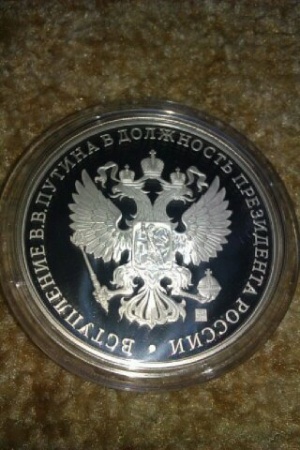 ВСТУПЛЕНИЕ В.В.ПУТИНА В ДОЛЖНОСТЬ ПРЕЗИДЕНТА РОССИИ •